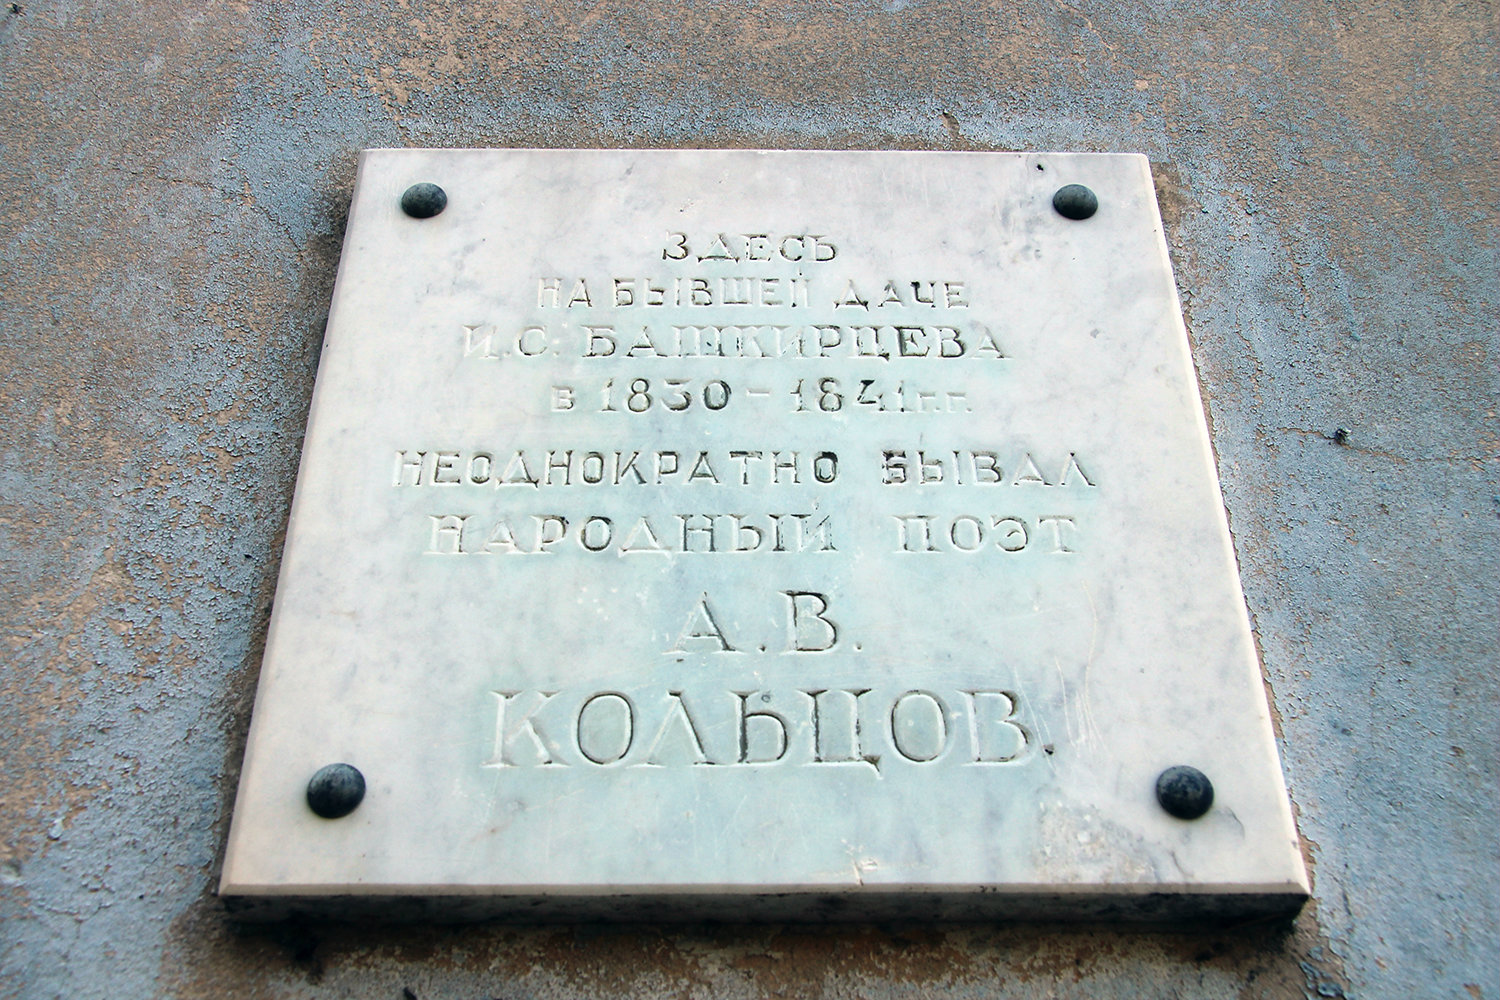 ЗДЕСЬ
НА БЫВШЕЙ ДАЧЕ
И.С. БАШКИРЦЕВА
В 1830 - 1841 г.г.
НЕОДНОКРАТНО БЫВАЛ
НАРОДНЫЙ ПОЭТ
А.В.
КОЛЬЦОВ.